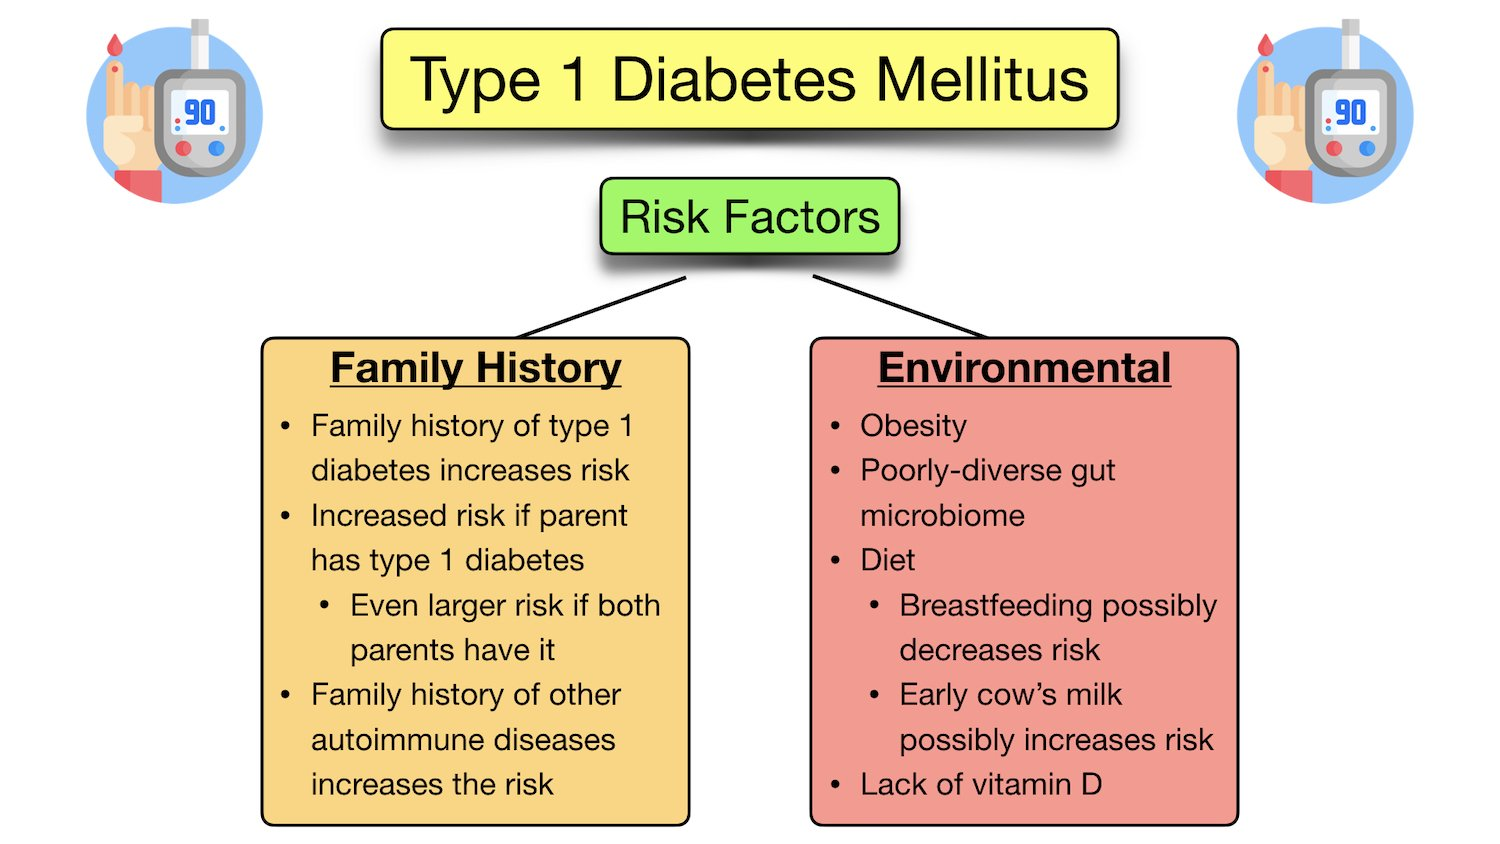 Type 1 Diabetes Mellitus
90
90
Risk Factors
Family History
• Family history of type 1
diabetes increases risk
• Increased risk if parent
has type 1 diabetes
• Even larger risk if both
parents have it
• Family history of other
autoimmune diseases
increases the risk
Environmental
• Obesity
• Poorly-diverse gut
microbiome
• Diet
• Breastfeeding possibly
decreases risk
• Early cow’s milk
possibly increases risk
• Lack of vitamin D